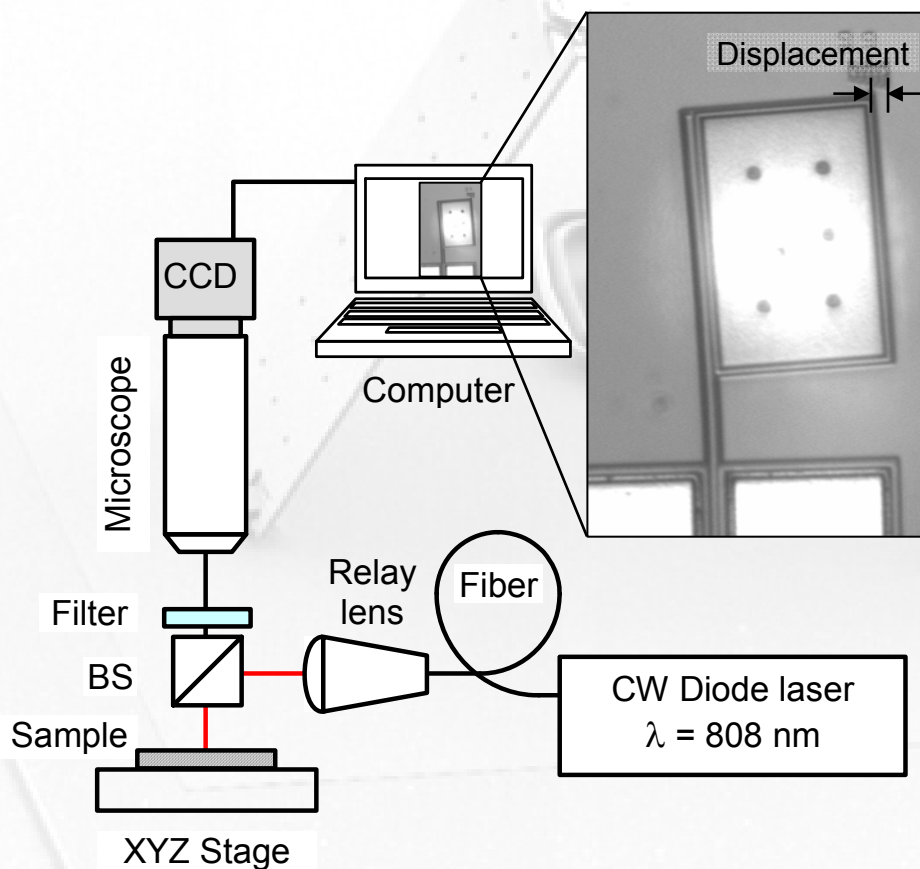 Displacement
CCD
Microscope
Computer
Relay
lens
Fiber
Filter
BS
CW Diode laser
λ = 808 nm
Sample
XYZ Stage